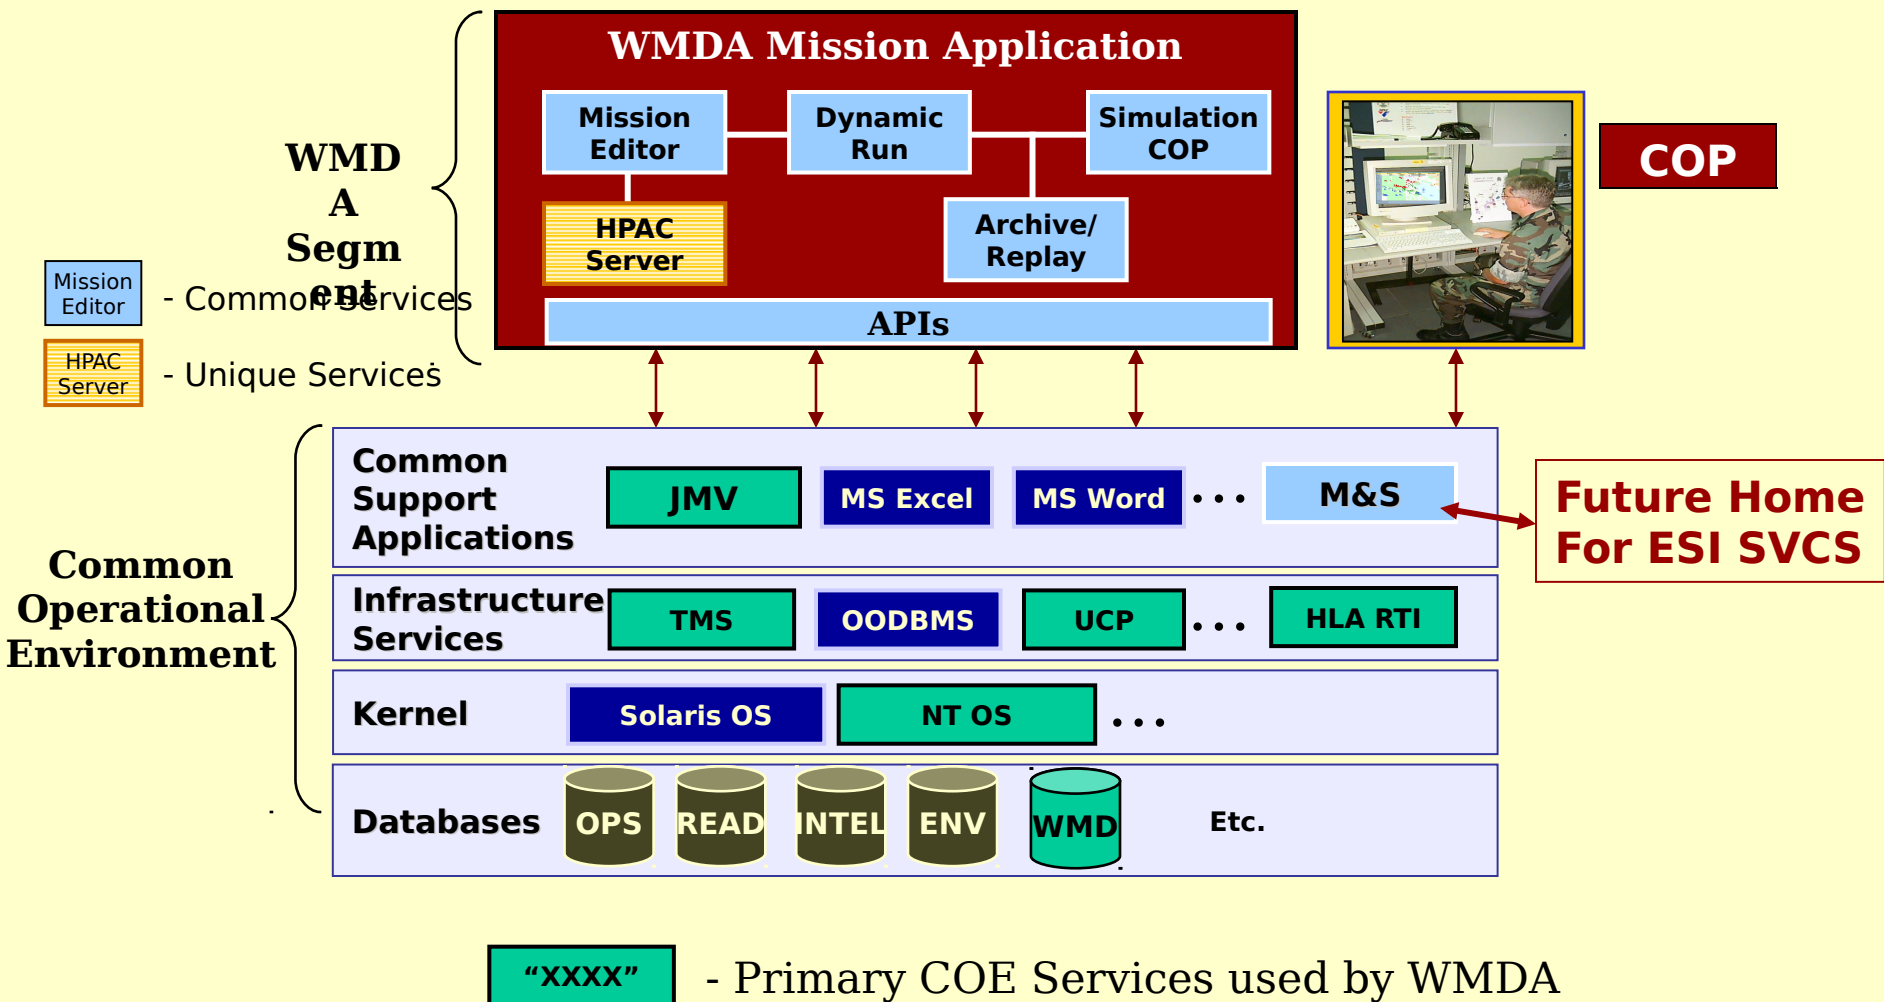 WMDA Mission Application
Mission
Editor
Dynamic
Run
Simulation
COP
HPAC
Server
Archive/
Replay
APIs
COP
WMD
A
Segm
ent
Mission
Editor
- Common Services
HPAC
Server
- Unique Services
Common
Operational
Environment
Common
Support
Applications
JMV
MS Excel
MS Word
...
M&S
Future Home
For ESI SVCS
Infrastructure
Services
TMS
OODBMS
UCP
...
HLA RTI
Kernel
Solaris OS
NT OS
...
Databases
OPS
READ
INTEL
ENV
WMD
Etc.
“XXXX”
- Primary COE Services used by WMDA